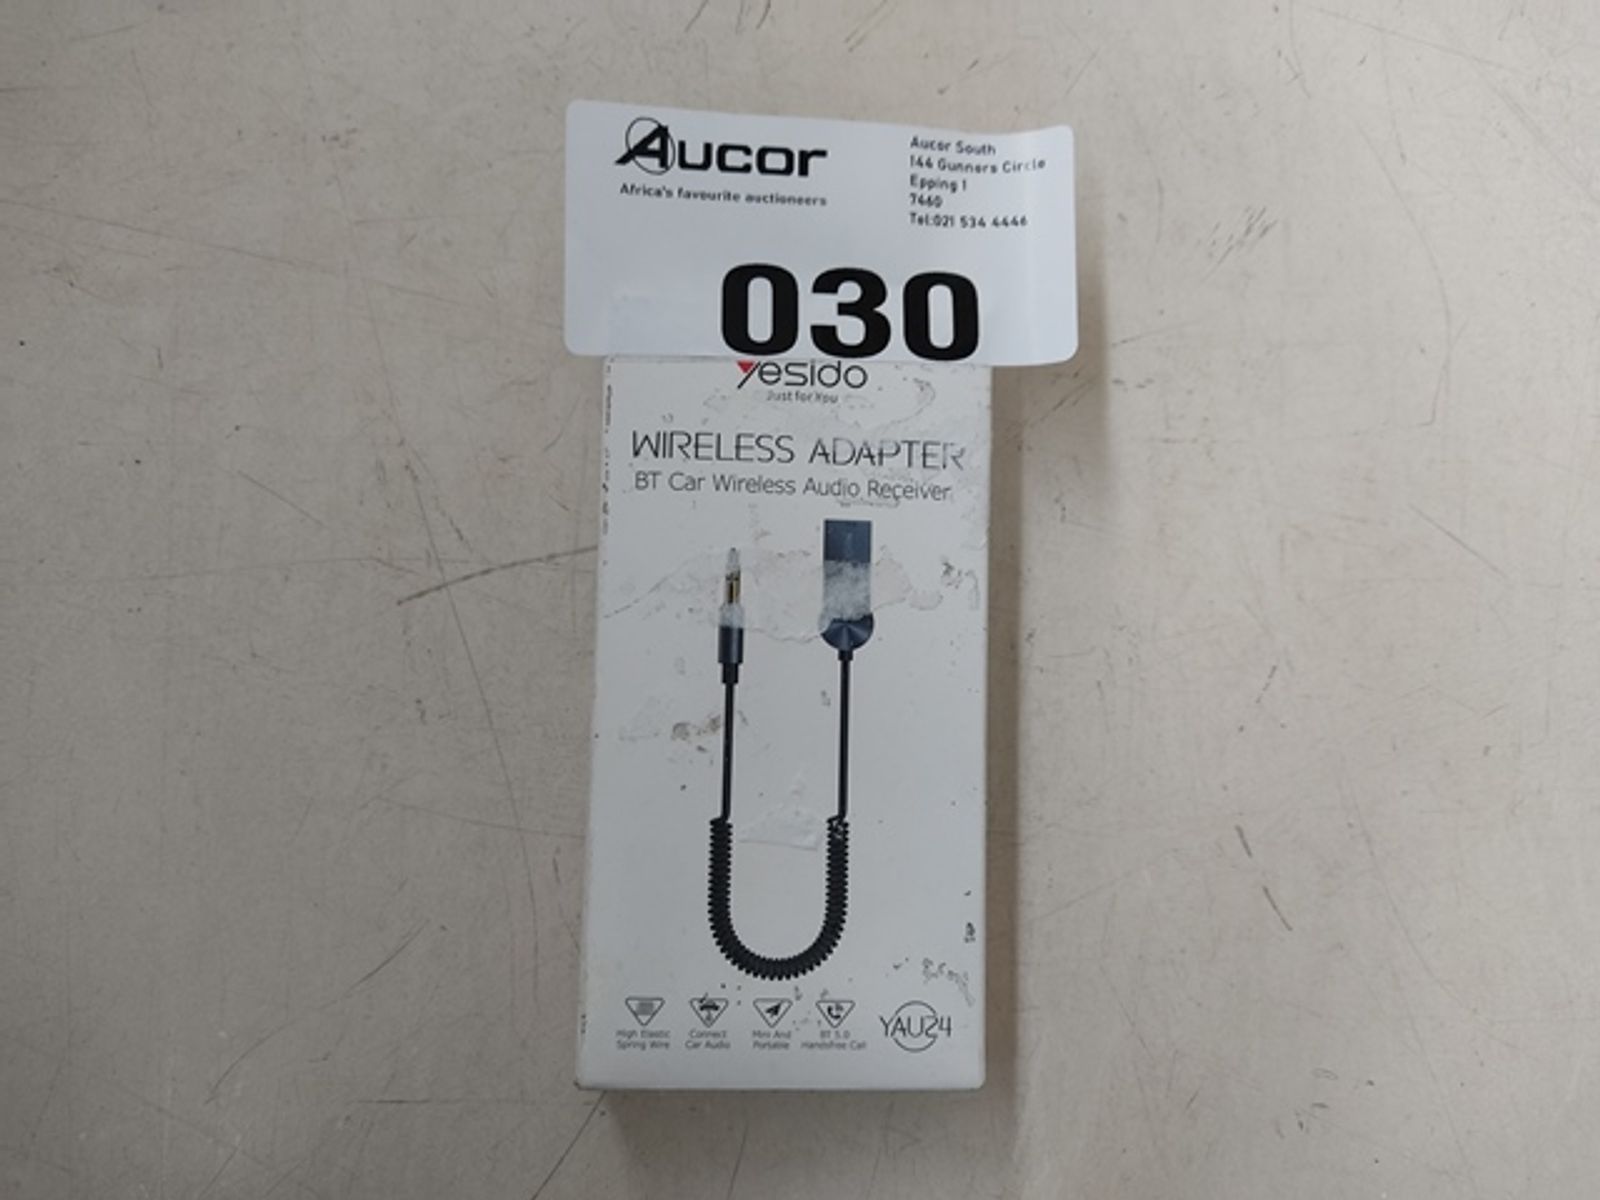 Aucor
Africa's favourite auctioneers
Aucor South
144 Gunners Circle
Epping 1
7460
Tel:021 534 4446
030
Yesido
Just for You
WIRELESS ADAPTER
BT Car Wireless Audio Receiver
High Elastic
Spring Wire
Connect
Car Audio
Mini And
Portable
BT 5.0
Handsfree Call
YAU24